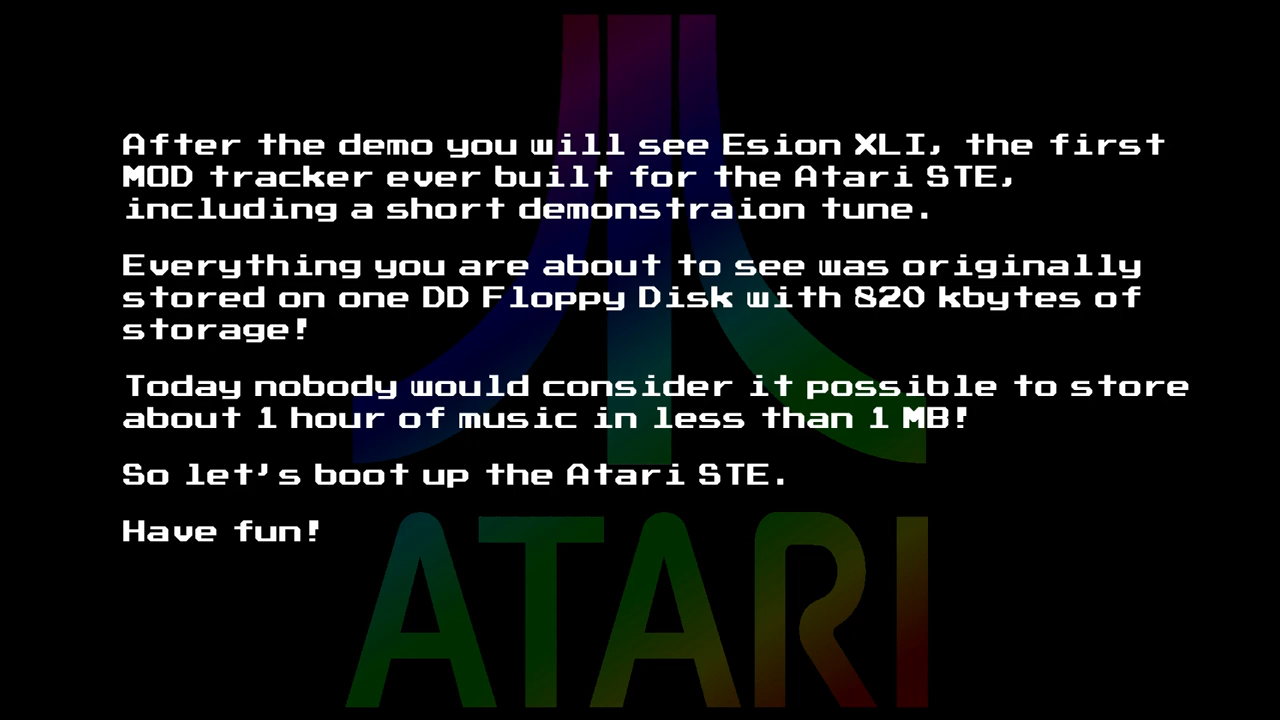 After the demo you will see Esion XLI, the first
MOD tracker ever built for the Atari STE,
including a short demonstraion tune.
Everything you are about to see was originally
stored on one DD Floppy Disk with 820 kbytes of
storage!
Today nobody would consider it possible to store
about 1 hour of music in less than 1 MB!
So let's boot up the Atari STE.
Have fun!
ATARI